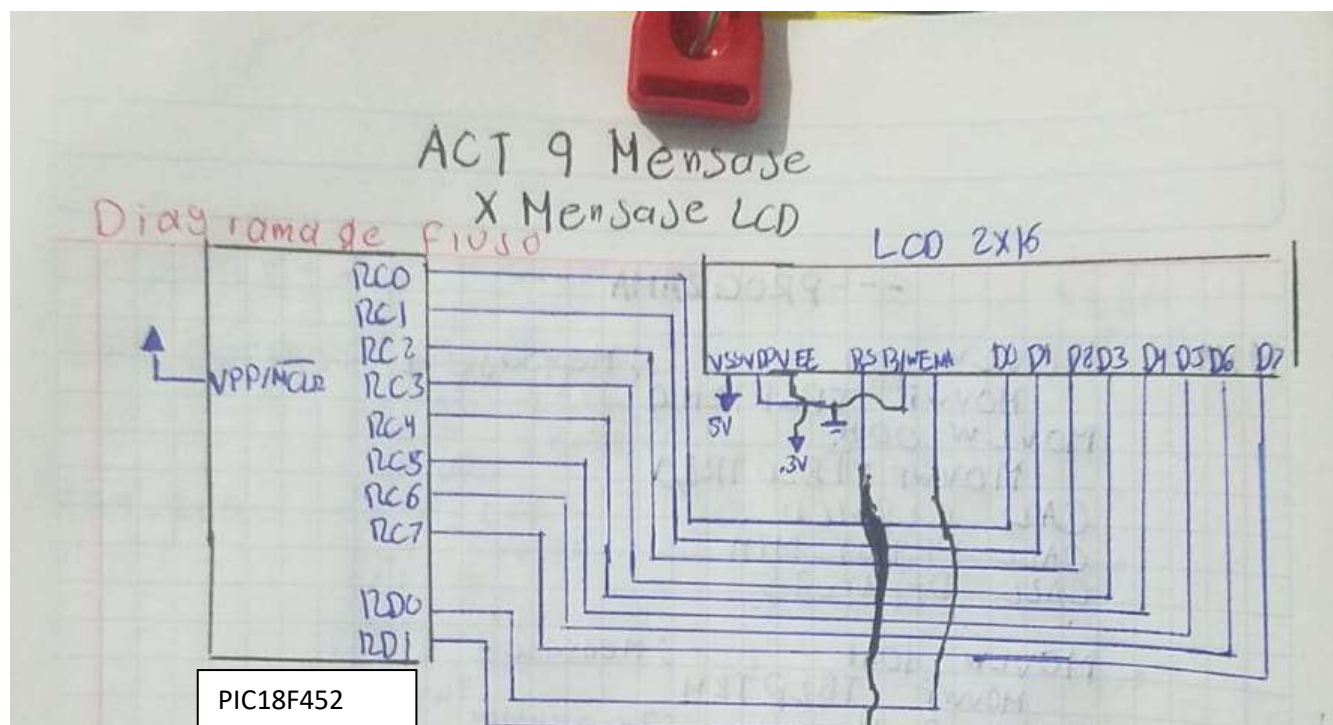 ACT 9 Mensaje
X Mensaje LCD
Diagrama de flujo
LCD 2x16
RC0
RC1
RC2
RC3
RC4
RC5
RC6
RC7
RD0
RD1
VPP/MCLR
VSS VDD VEE RS R/W ENA D0 D1 D2 D3 D4 D5 D6 D7
5V
.3V
PIC18F452